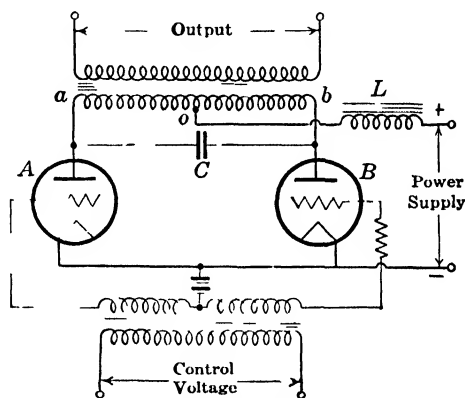 Output
a
b
L
+
o
C
A
B
Power
Supply
−
Control
Voltage